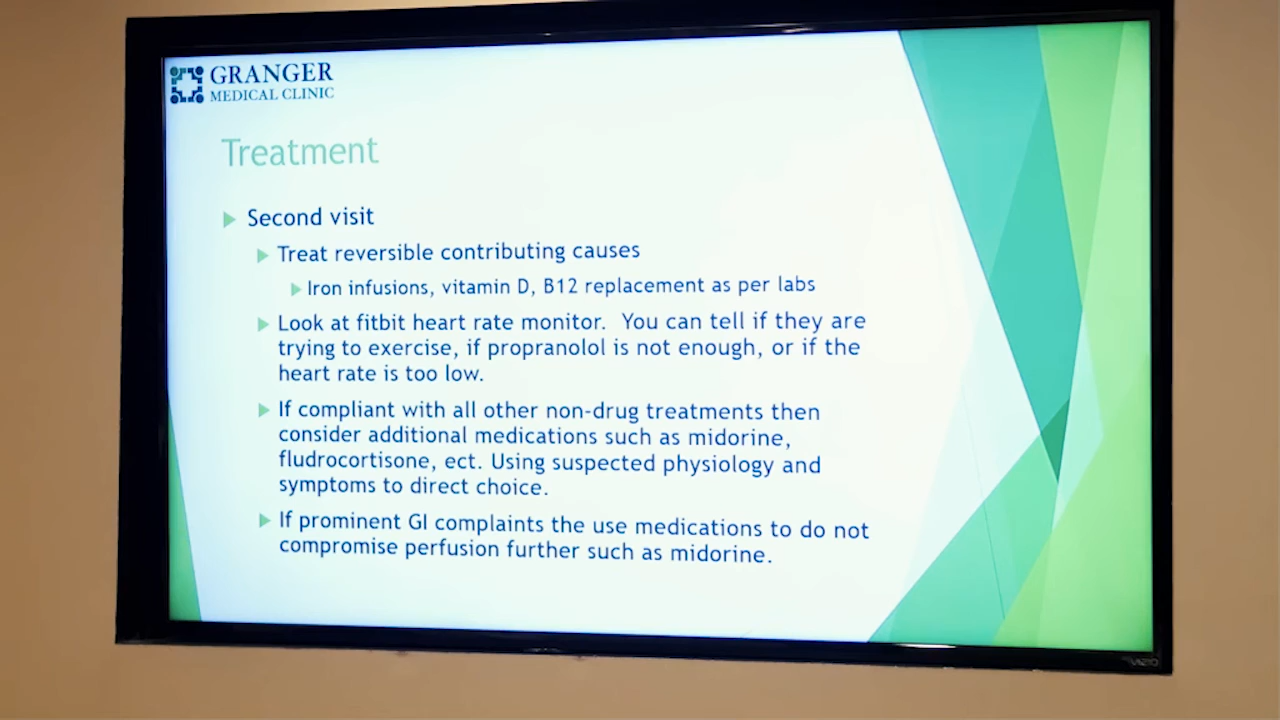 GRANGER
MEDICAL CLINIC
Treatment
Second visit
Treat reversible contributing causes
Iron infusions, vitamin D, B12 replacement as per labs
Look at fitbit heart rate monitor. You can tell if they are
trying to exercise, if propranolol is not enough, or if the
heart rate is too low.
If compliant with all other non-drug treatments then
consider additional medications such as midorine,
fludrocortisone, ect. Using suspected physiology and
symptoms to direct choice.
If prominent GI complaints the use medications to do not
compromise perfusion further such as midorine.
VIZIO